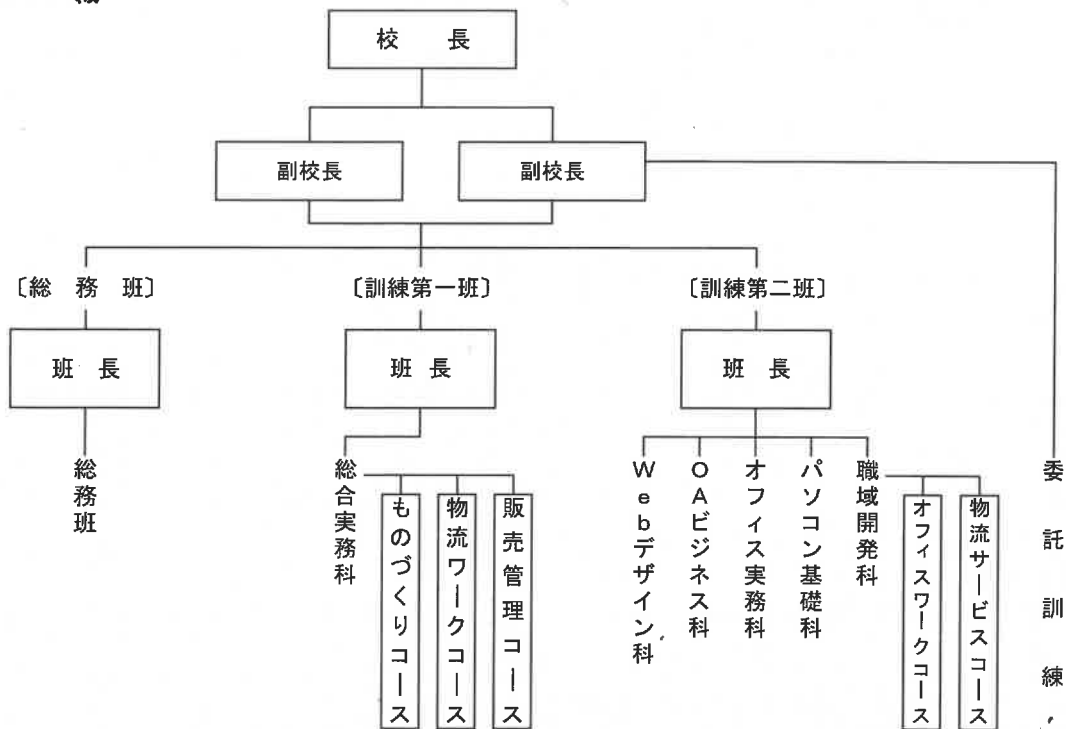 校長
副校長
副校長
〔総務班〕
〔訓練第一班〕
〔訓練第二班〕
班長
班長
班長
総務班
総合実務科
ものづくりコース
物流ワークコース
販売管理コース
Webデザイン科
OAビジネス科
オフィス実務科
パソコン基礎科
職域開発科
オフィスワークコース
物流サービスコース
委託訓練